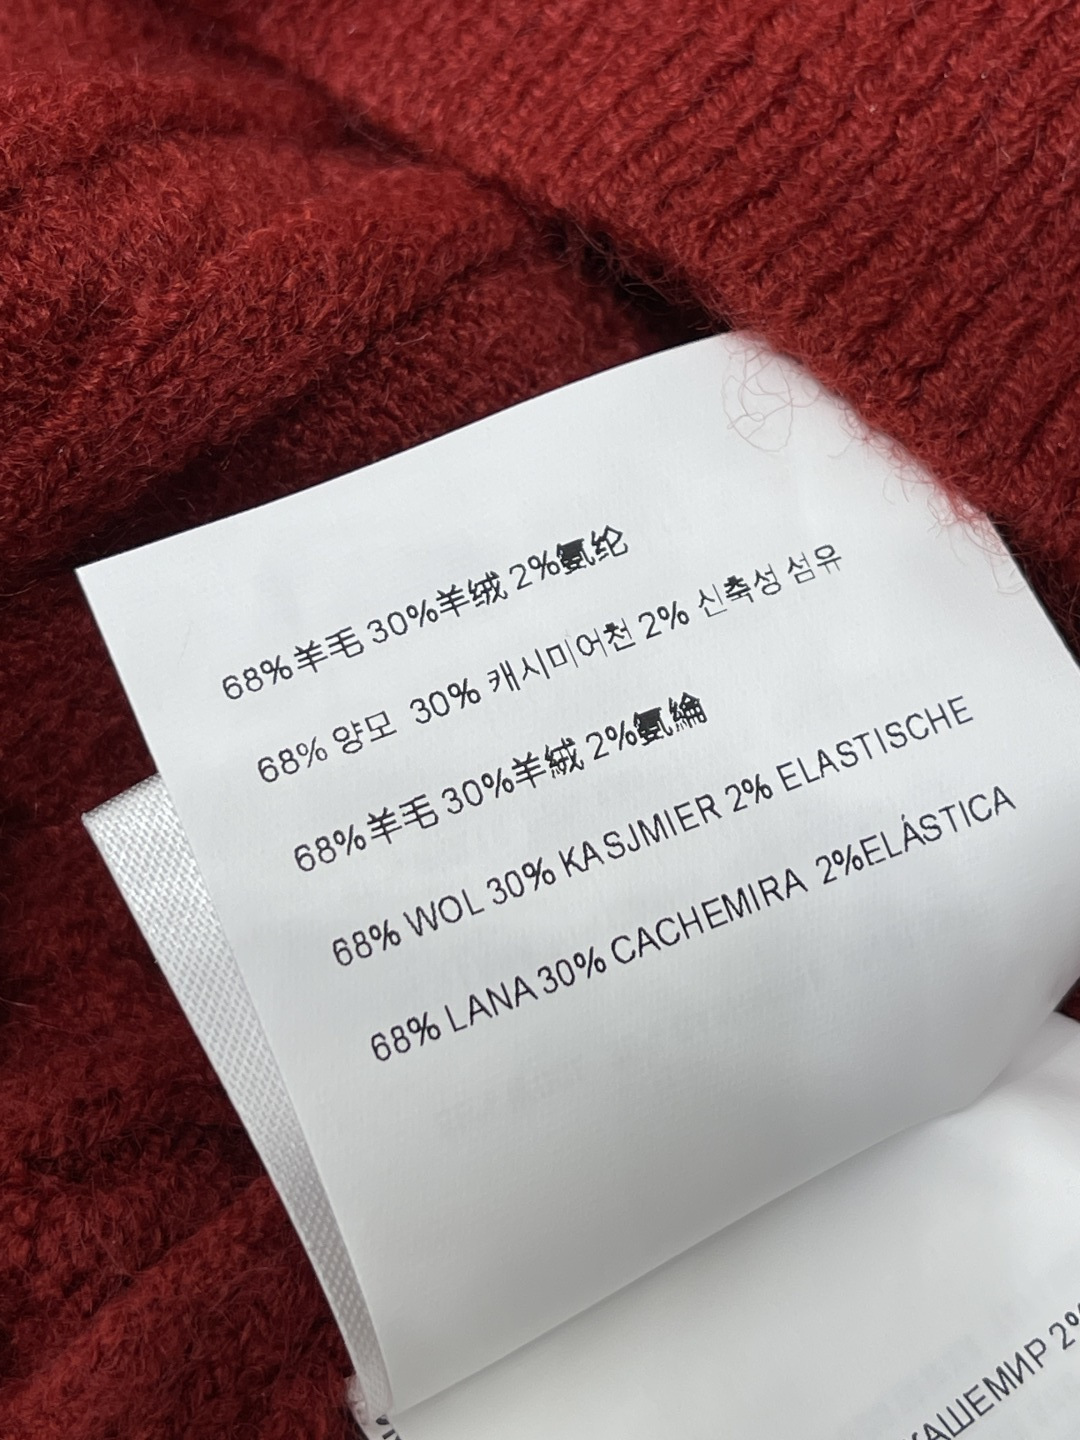 68%羊毛 30%羊绒 2%氨纶
68% 양모 30% 캐시미어천 2% 신축성 섬유
68%羊毛 30%羊絨 2%氨綸
68% WOL 30% KASJMIER 2% ELASTISCHE
68% LANA 30% CACHEMIRA 2%ELÁSTICA
КАШЕМИР 2%